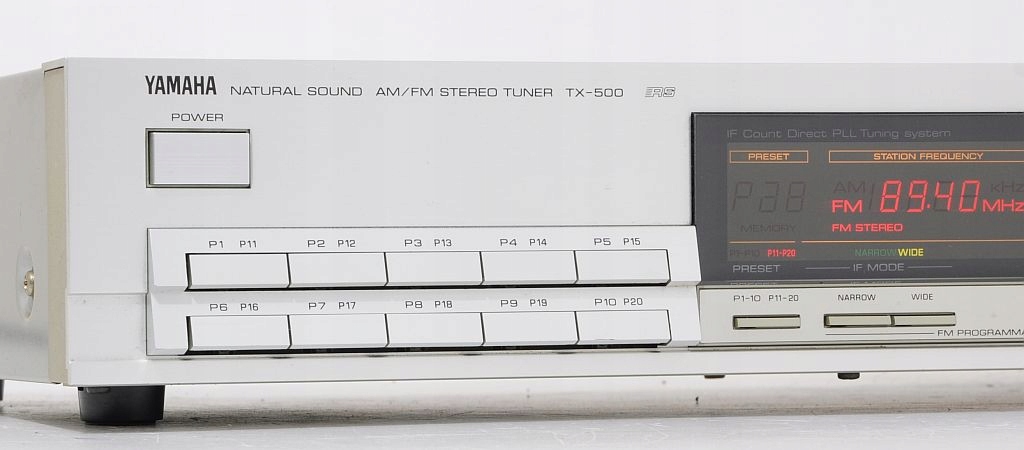 YAMAHA NATURAL SOUND AM/FM STEREO TUNER TX-500 RS
POWER
IF Count Direct PLL Tuning system
PRESET STATION FREQUENCY
AM kHz
FM 89.40 MHz
MEMORY FM STEREO
P1-P10 P11-P20 NARROW WIDE
PRESET IF MODE
P1 P11 P2 P12 P3 P13 P4 P14 P5 P15
P6 P16 P7 P17 P8 P18 P9 P19 P10 P20
P1-10 P11-20 NARROW WIDE
FM PROGRAMMA